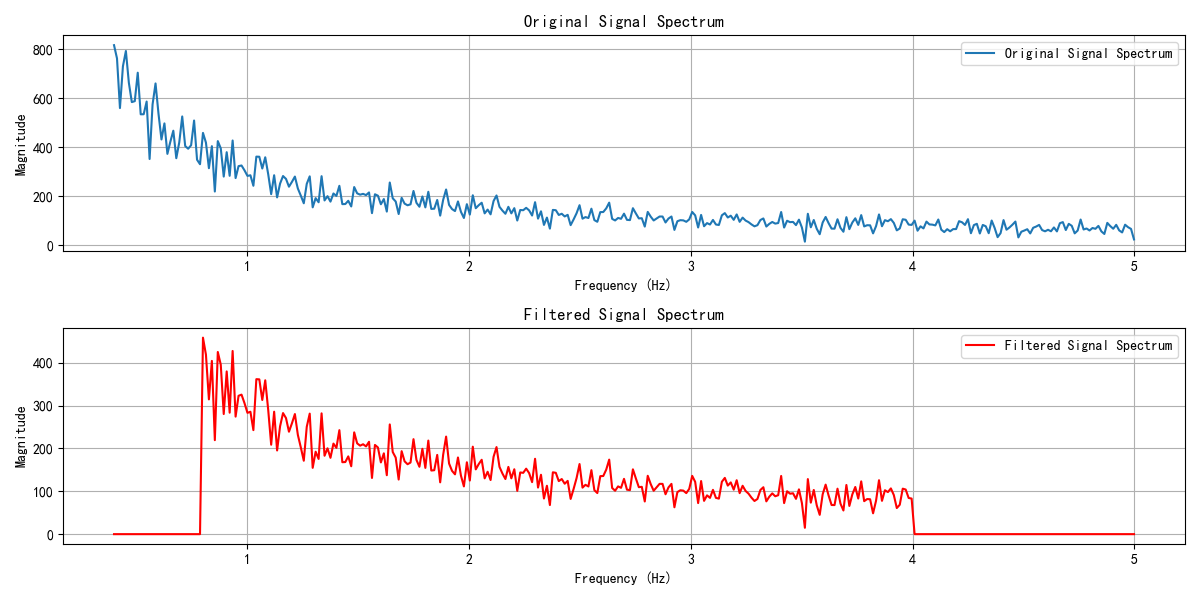 Original Signal Spectrum
Original Signal Spectrum
Magnitude
800
600
400
200
0
1
2
3
4
5
Frequency (Hz)
Filtered Signal Spectrum
Filtered Signal Spectrum
Magnitude
400
300
200
100
0
1
2
3
4
5
Frequency (Hz)